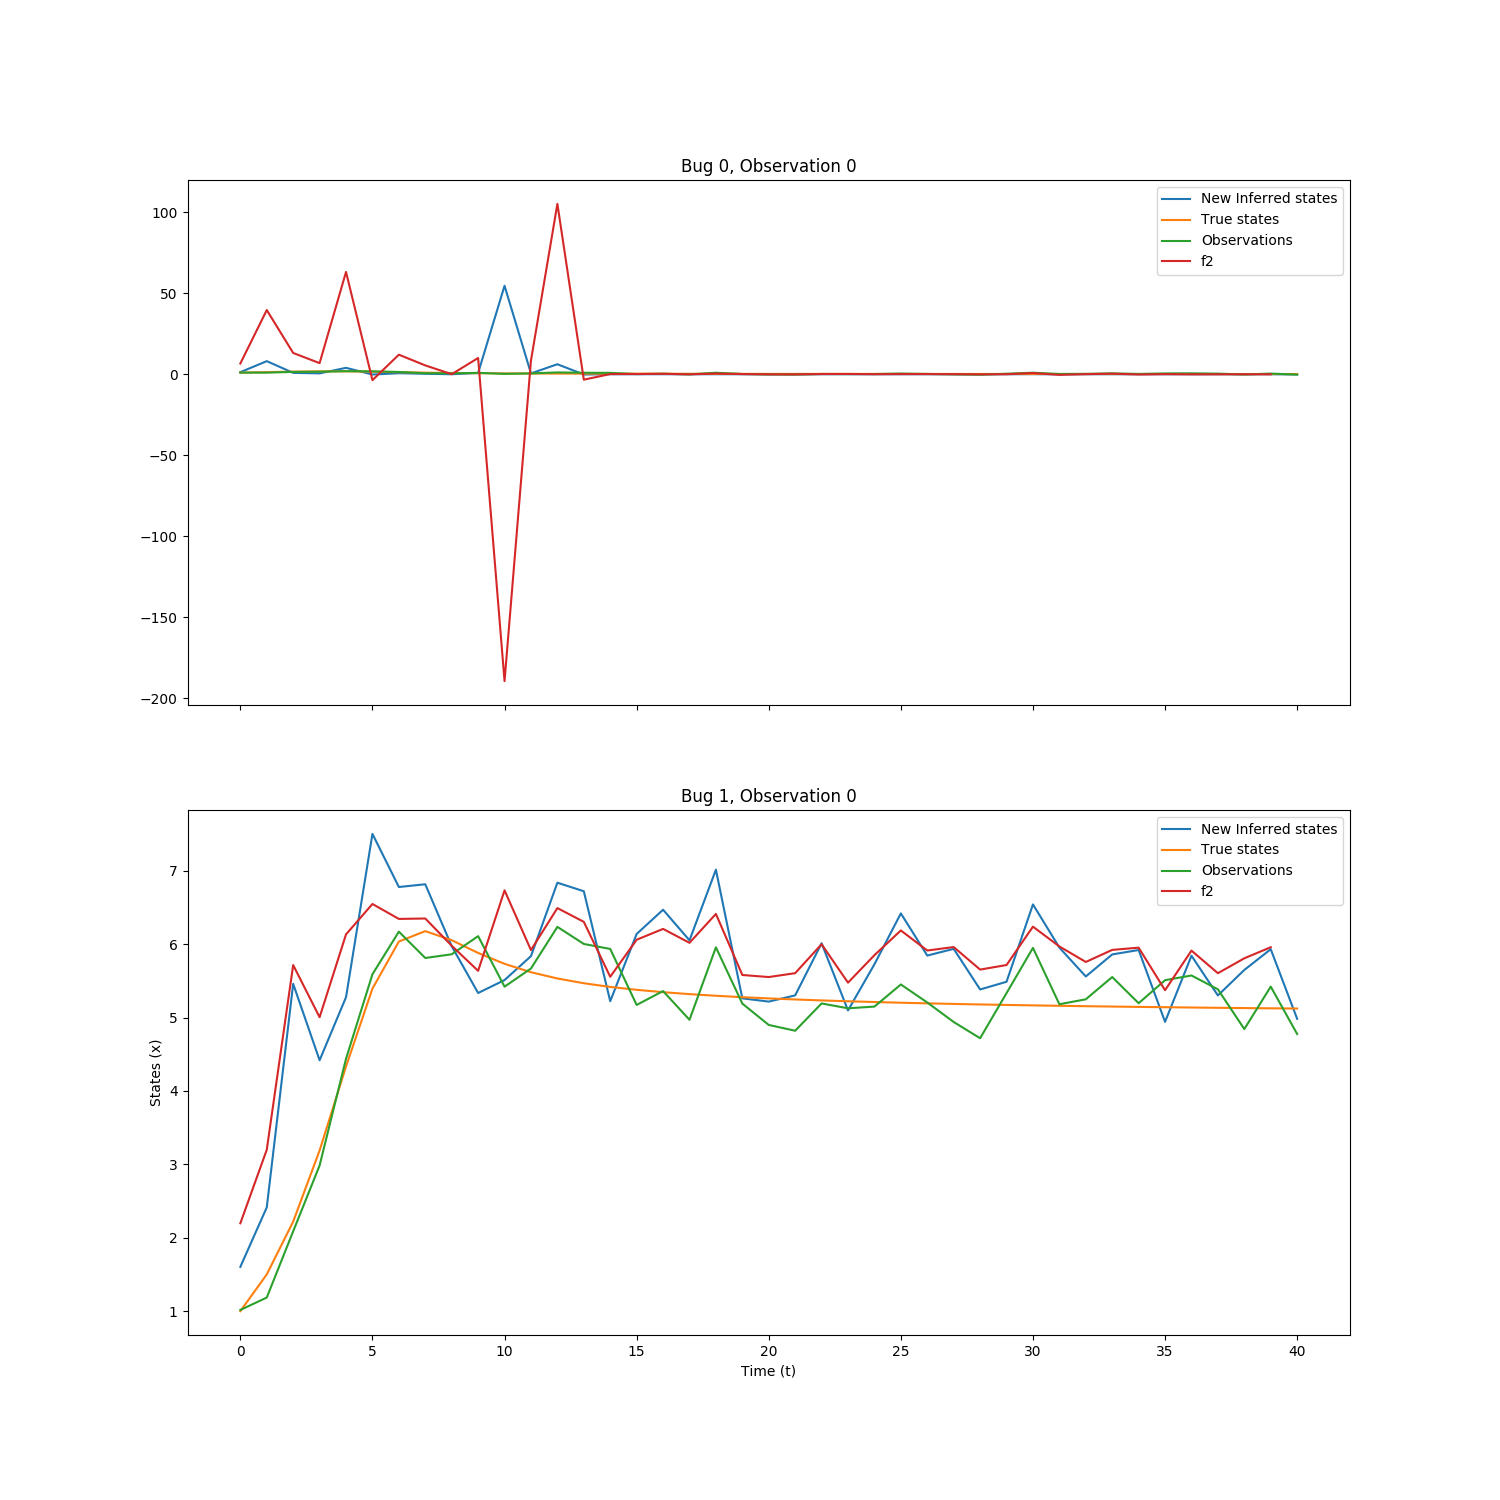 Bug 0, Observation 0
New Inferred states
True states
Observations
f2
100
50
0
−50
−100
−150
−200
Bug 1, Observation 0
New Inferred states
True states
Observations
f2
7
6
5
4
3
2
1
States (x)
0 5 10 15 20 25 30 35 40
Time (t)